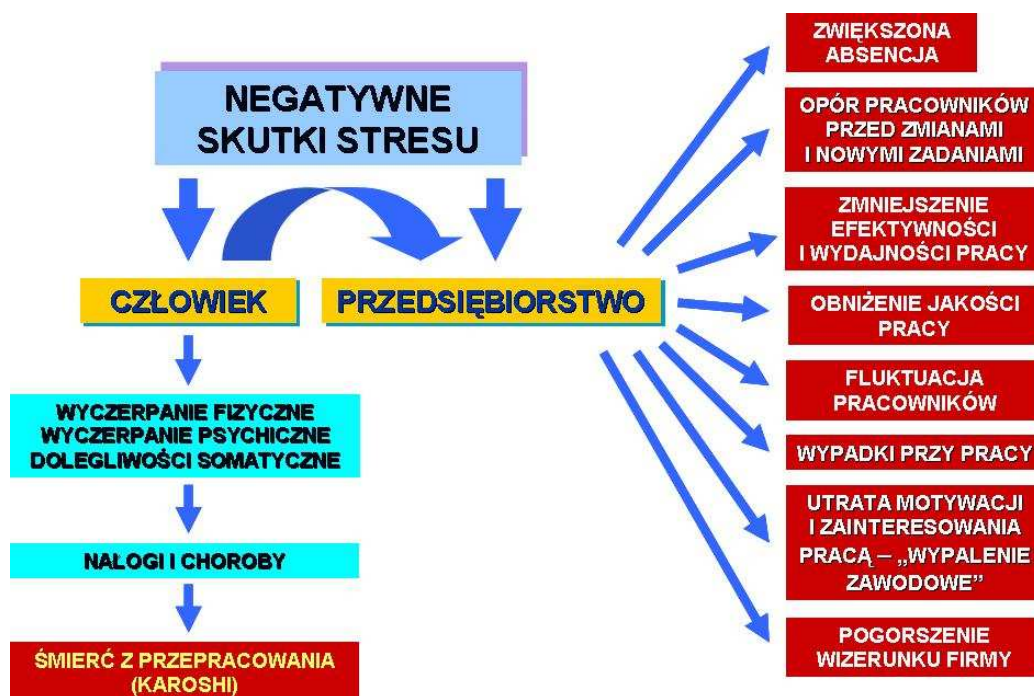 NEGATYWNE
SKUTKI STRESU
CZŁOWIEK
PRZEDSIĘBIORSTWO
WYCZERPANIE FIZYCZNE
WYCZERPANIE PSYCHICZNE
DOLEGLIWOŚCI SOMATYCZNE
NAŁOGI I CHOROBY
ŚMIERĆ Z PRZEPRACOWANIA
(KAROSHI)
ZWIĘKSZONA
ABSENCJA
OPÓR PRACOWNIKÓW
PRZED ZMIANAMI
I NOWYMI ZADANIAMI
ZMNIEJSZENIE
EFEKTYWNOŚCI
I WYDAJNOŚCI PRACY
OBNIŻENIE JAKOŚCI
PRACY
FLUKTUACJA
PRACOWNIKÓW
WYPADKI PRZY PRACY
UTRATA MOTYWACJI
I ZAINTERESOWANIA
PRACĄ – „WYPALENIE
ZAWODOWE”
POGORSZENIE
WIZERUNKU FIRMY